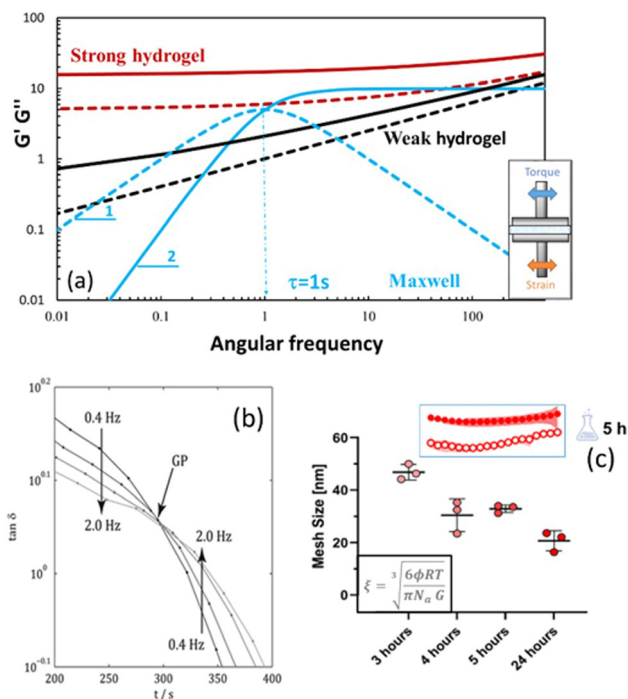 100
10
1
0.1
0.01
G' G''
Strong hydrogel
Weak hydrogel
1
2
τ=1s
Maxwell
(a)
Torque
Strain
0.01
0.1
1
10
100
Angular frequency
(b)
10^0.2
10^0.1
10^0
10^-0.1
tan δ
0.4 Hz
GP
2.0 Hz
2.0 Hz
0.4 Hz
200
250
300
350
400
t / s
5 h
(c)
60
40
20
0
Mesh Size [nm]
ξ = ∛(6ϕRT / πN_a G)
3 hours
4 hours
5 hours
24 hours